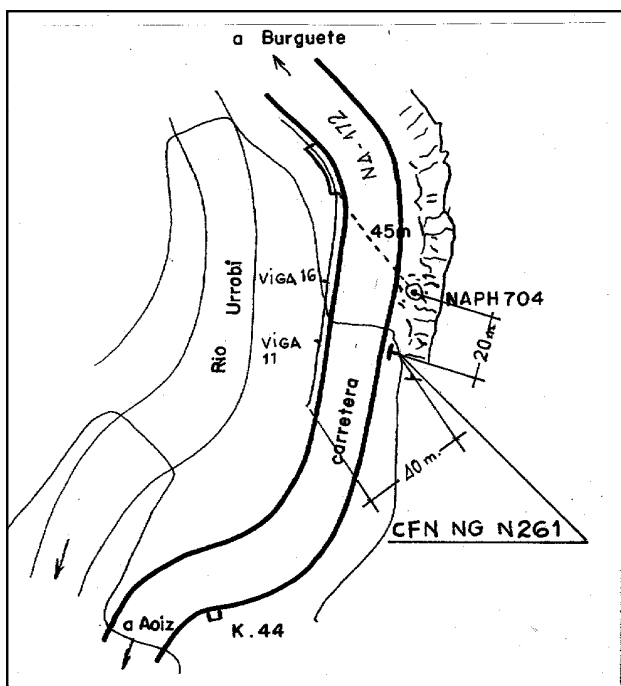 a Burguete
NA-172
45m
VIGA 16
NAPH 704
Rio Urrobi
VIGA
11
20m.
carretera
40 m.
CFN NG N261
a Aoiz
K.44